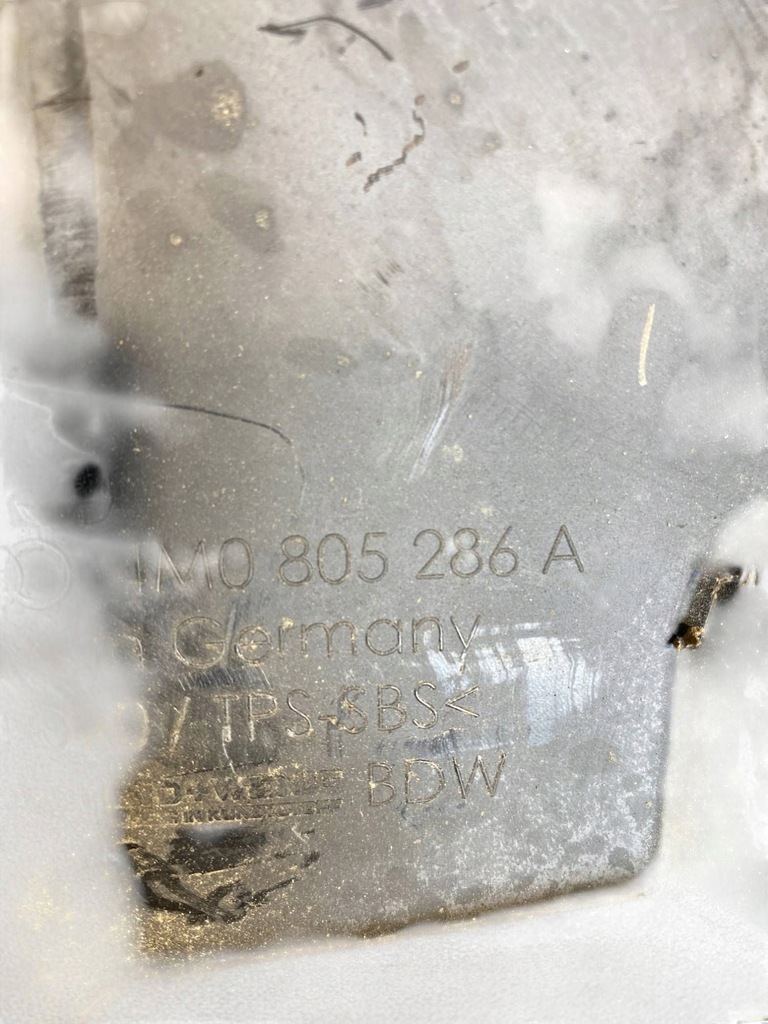 4M0 805 286 A
Germany
/ TPS-SBS<
BDW